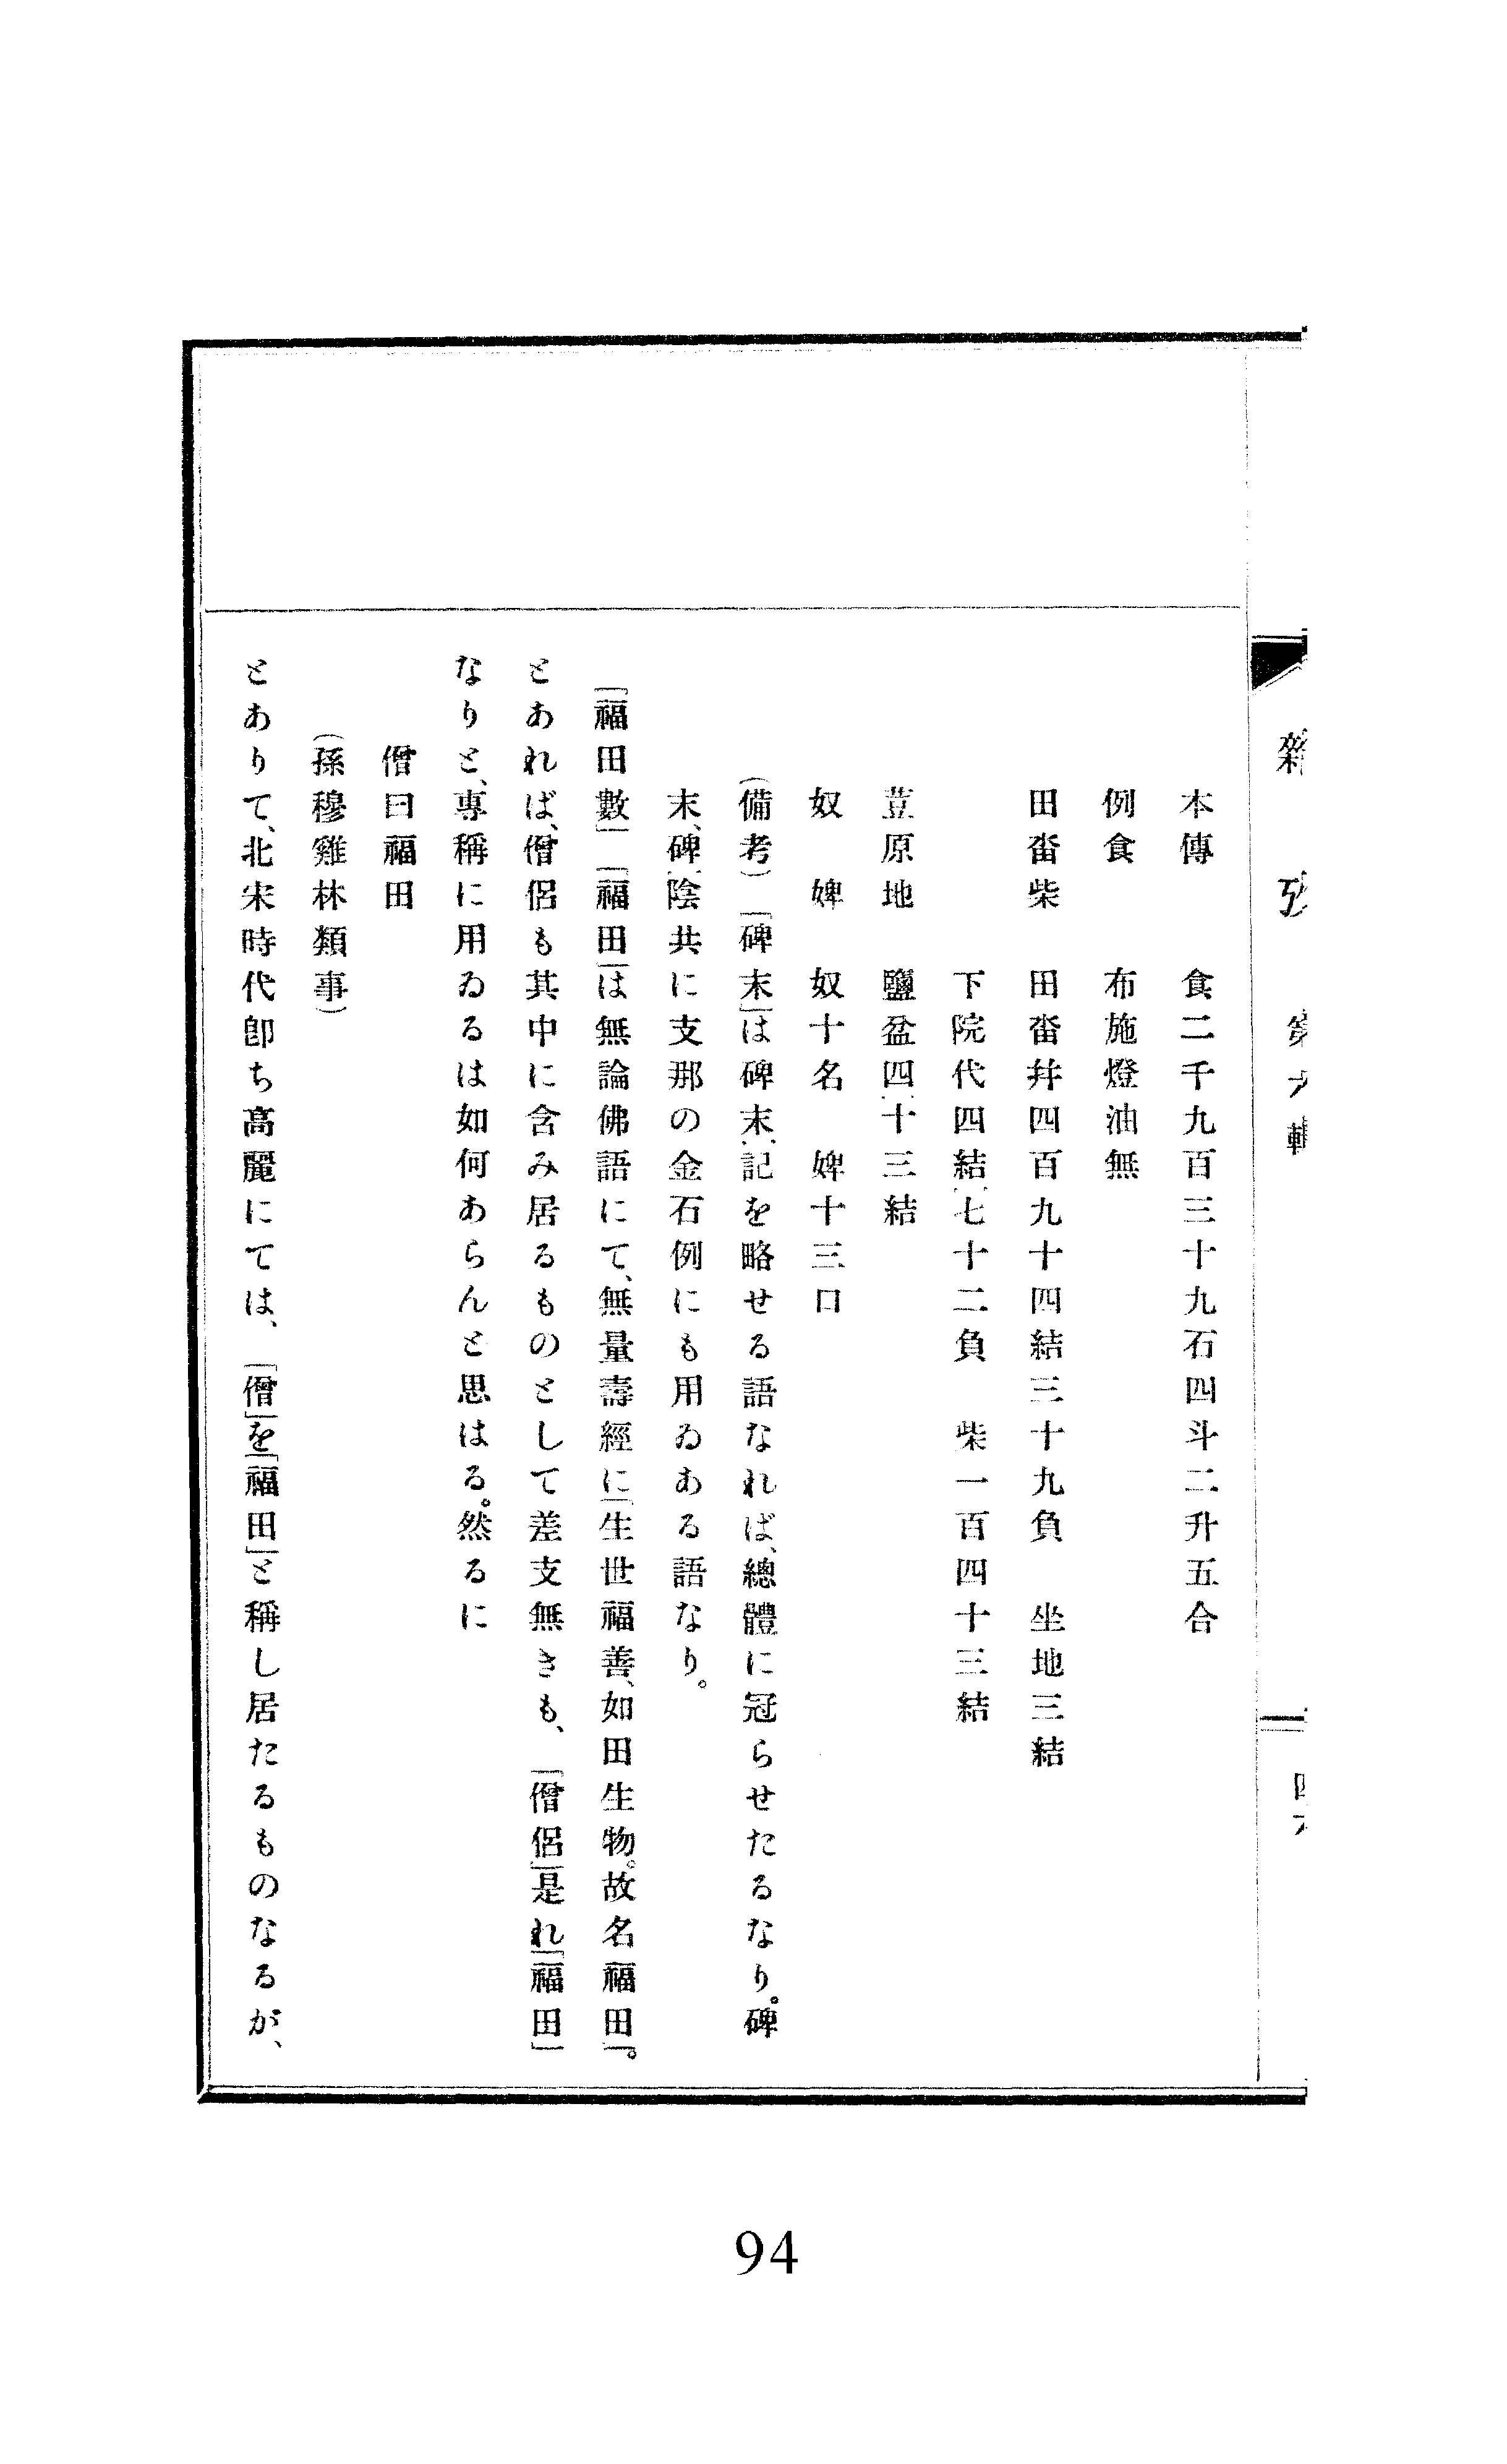 雜攷 第六輯 四六
本傳　食二千九百三十九石四斗二升五合
例食　布施燈油無
田畓柴　田畓幷四百九十四結三十九負　坐地三結
下院代四結七十二負　柴一百四十三結
荳原地　鹽盆四十三結
奴婢　奴十名　婢十三口
（備考）「碑末」は碑末記を略せる語なれば、總體に冠らせたるなり。碑
末、碑陰共に支那の金石例にも用ゐある語なり。
「福田數」「福田」は無論佛語にて、無量壽經に「生世福善、如田生物。故名福田」。
とあれば、僧侶も其中に含み居るものとして差支無きも、「僧侶」是れ「福田」
なりと、專稱に用ゐるは如何あらんと思はる。然るに
僧曰福田
（孫穆雞林類事）
とありて、北宋時代卽ち高麗にては、「僧」を「福田」と稱し居たるものなるが、
94